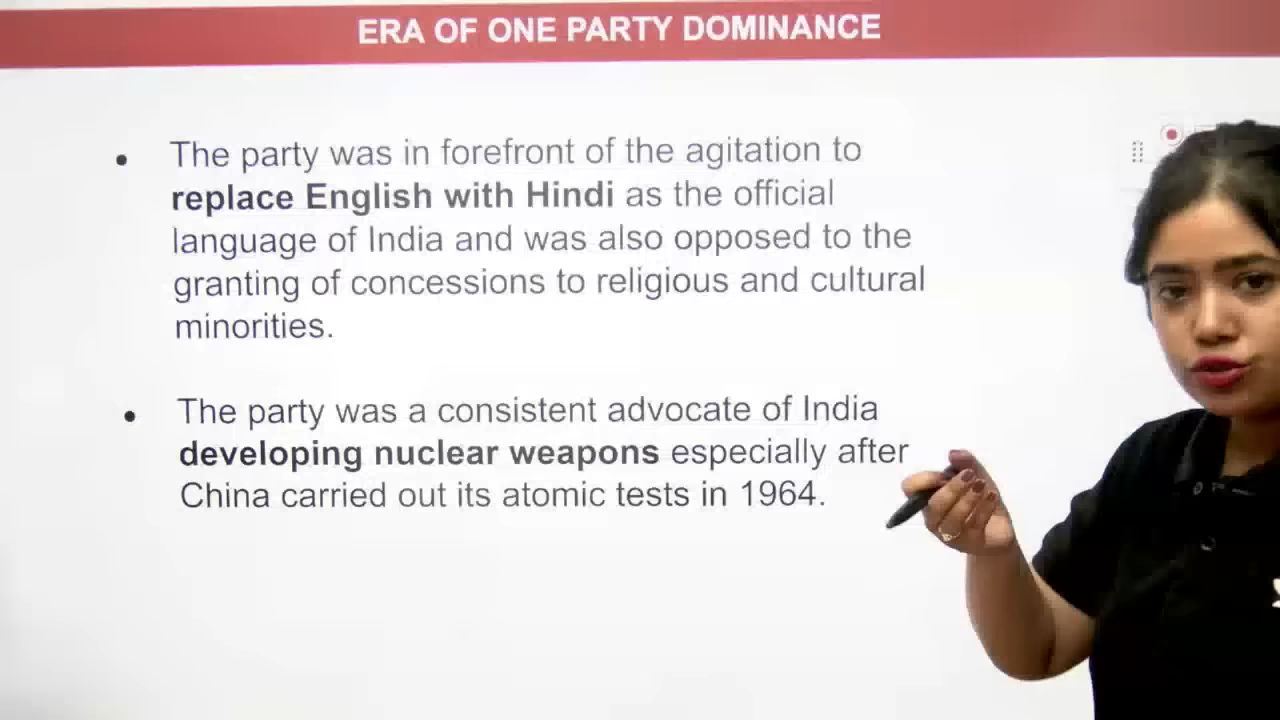 ERA OF ONE PARTY DOMINANCE
• The party was in forefront of the agitation to
replace English with Hindi as the official
language of India and was also opposed to the
granting of concessions to religious and cultural
minorities.
• The party was a consistent advocate of India
developing nuclear weapons especially after
China carried out its atomic tests in 1964.